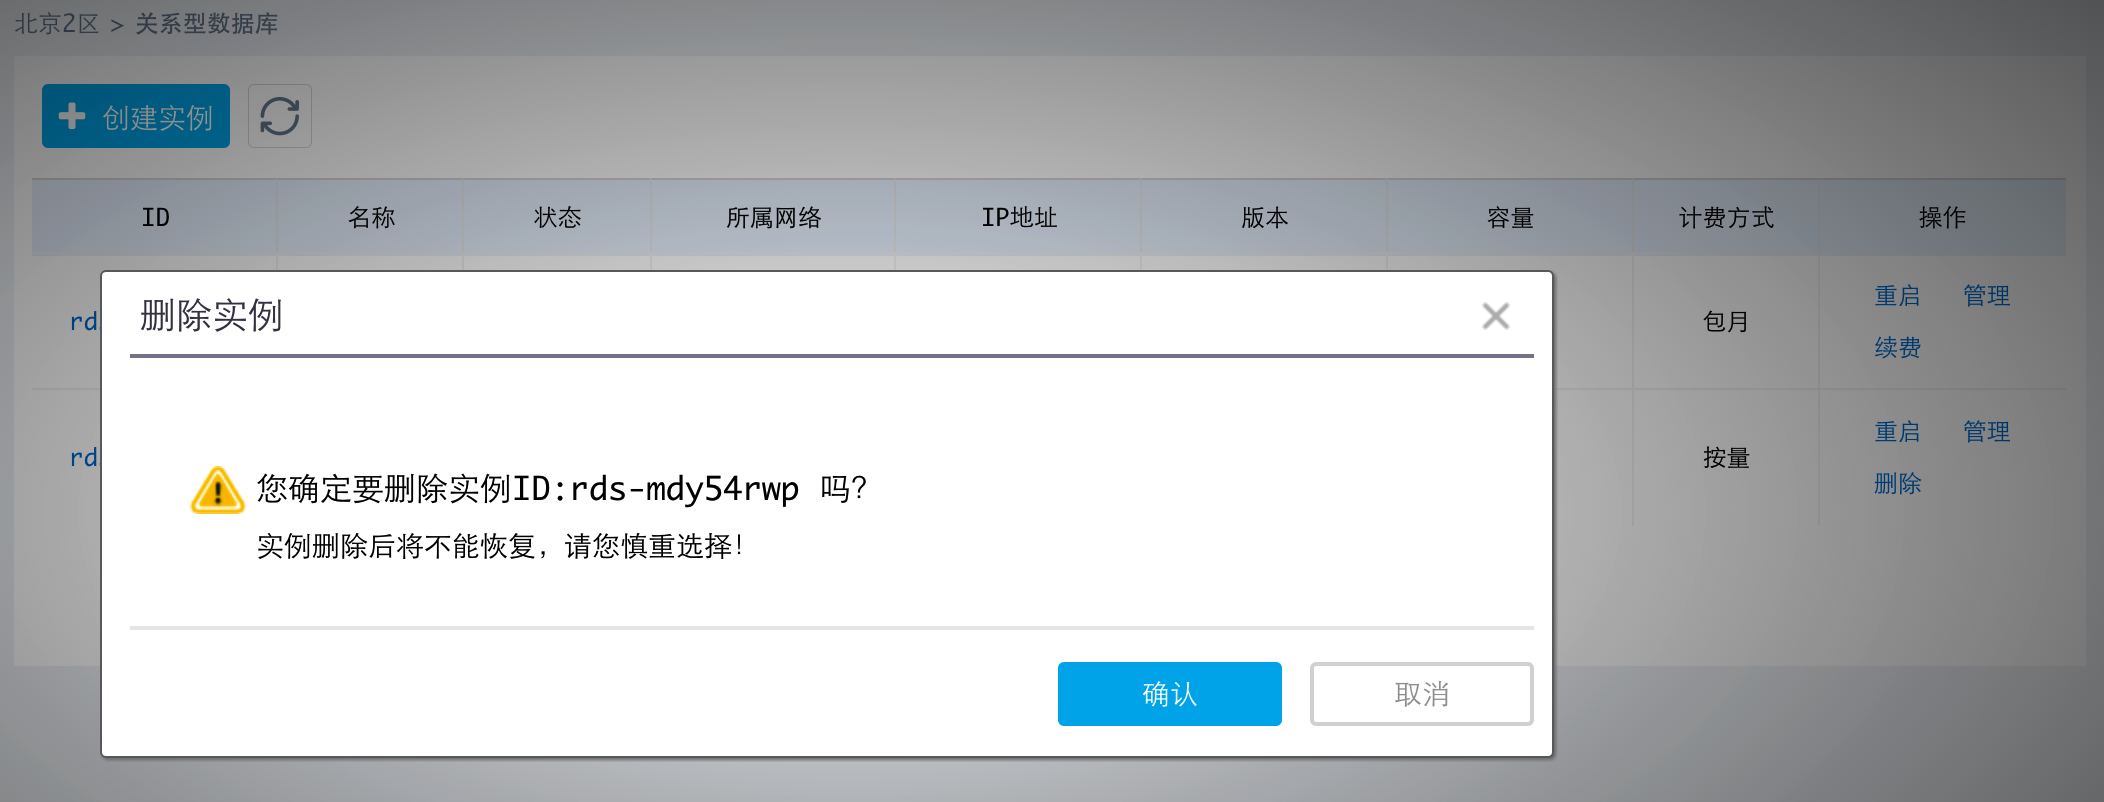 北京2区 > 关系型数据库
创建实例
ID 名称 状态 所属网络 IP地址 版本 容量 计费方式 操作
删除实例
rd 包月 重启 管理
续费
rd 按量 重启 管理
删除
您确定要删除实例ID:rds-mdy54rwp 吗?
实例删除后将不能恢复，请您慎重选择!
确认 取消